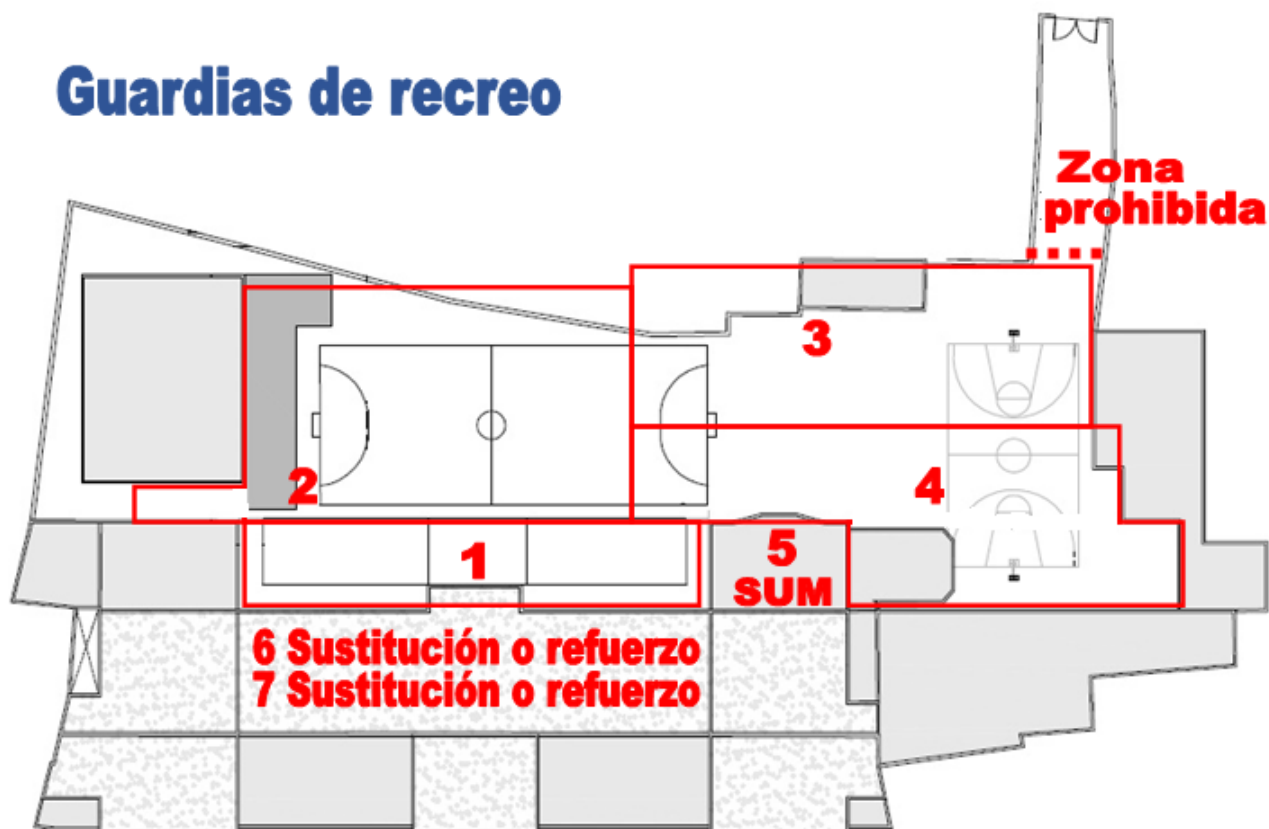 Guardias de recreo
Zona
prohibida
3
2
4
1
5
SUM
6 Sustitución o refuerzo
7 Sustitución o refuerzo